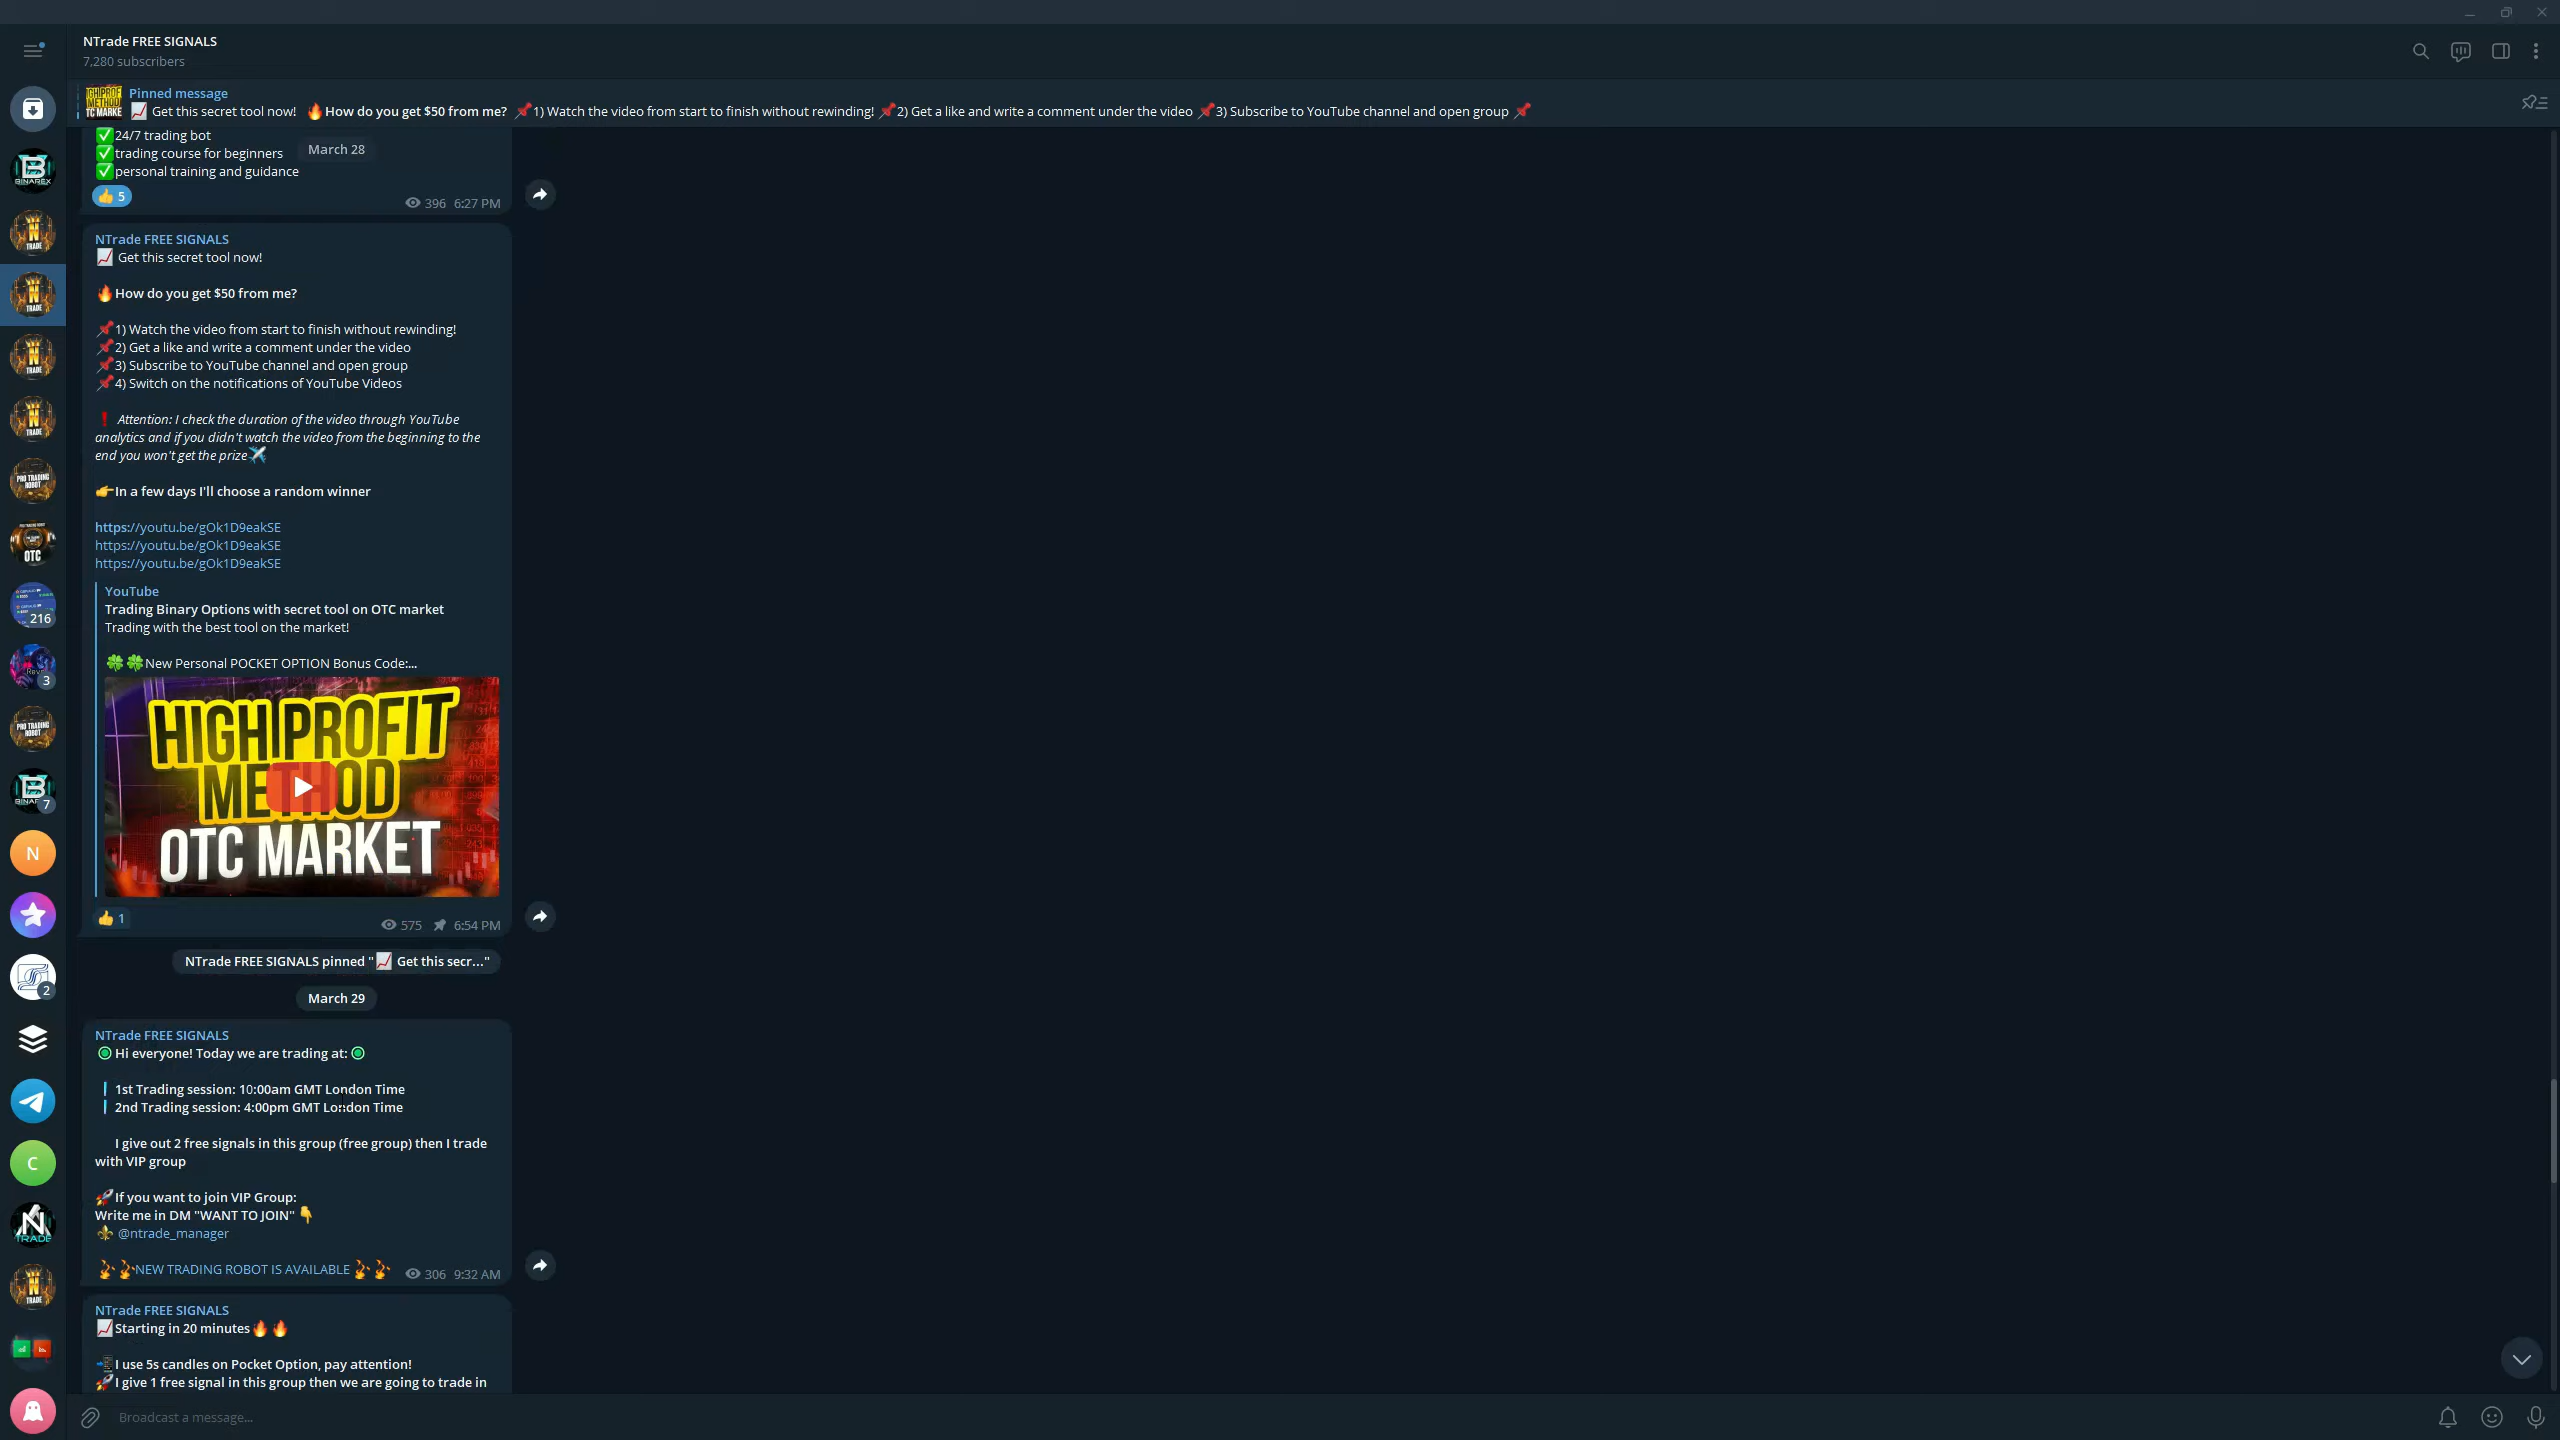 NTrade FREE SIGNALS
7,280 subscribers
Pinned message
Get this secret tool now! How do you get $50 from me? 1) Watch the video from start to finish without rewinding! 2) Get a like and write a comment under the video 3) Subscribe to YouTube channel and open group
24/7 trading bot
trading course for beginners
March 28
personal training and guidance
5
396 6:27 PM
NTrade FREE SIGNALS
Get this secret tool now!
How do you get $50 from me?
1) Watch the video from start to finish without rewinding!
2) Get a like and write a comment under the video
3) Subscribe to YouTube channel and open group
4) Switch on the notifications of YouTube Videos
Attention: I check the duration of the video through YouTube
analytics and if you didn't watch the video from the beginning to the
end you won't get the prize
In a few days I'll choose a random winner
https://youtu.be/gOk1D9eakSE
https://youtu.be/gOk1D9eakSE
https://youtu.be/gOk1D9eakSE
YouTube
Trading Binary Options with secret tool on OTC market
Trading with the best tool on the market!
New Personal POCKET OPTION Bonus Code:...
HIGH PROFIT
METHOD
OTC MARKET
1
575 6:54 PM
NTrade FREE SIGNALS pinned "Get this secr..."
March 29
NTrade FREE SIGNALS
Hi everyone! Today we are trading at:
1st Trading session: 10:00am GMT London Time
2nd Trading session: 4:00pm GMT London Time
I give out 2 free signals in this group (free group) then I trade
with VIP group
If you want to join VIP Group:
Write me in DM "WANT TO JOIN"
@ntrade_manager
NEW TRADING ROBOT IS AVAILABLE
306 9:32 AM
NTrade FREE SIGNALS
Starting in 20 minutes
I use 5s candles on Pocket Option, pay attention!
I give 1 free signal in this group then we are going to trade in
Broadcast a message...
BINAREX
N
TRADE
N
TRADE
N
TRADE
N
TRADE
PRO TRADING
ROBOT
OTC
216
3
PRO TRADING
ROBOT
7
N
2
C
N
TRADE
N
TRADE